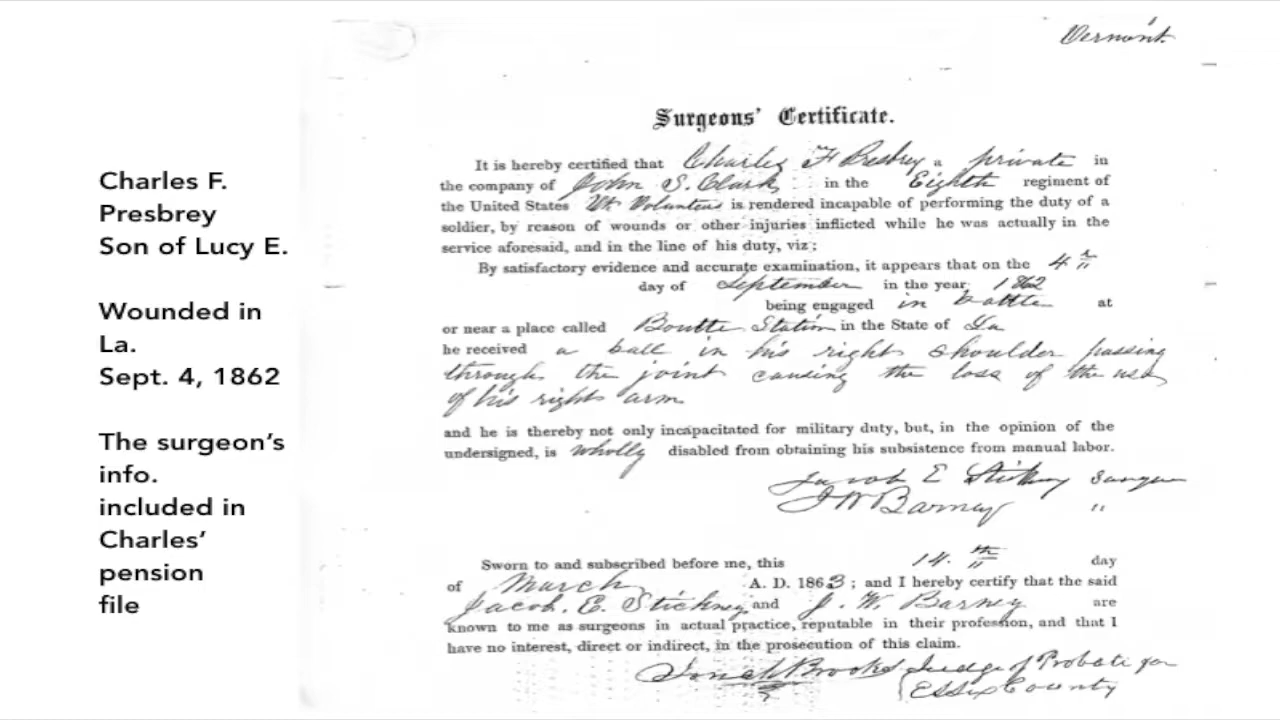 Charles F.
Presbrey
Son of Lucy E.
Wounded in
La.
Sept. 4, 1862
The surgeon's
info.
included in
Charles'
pension
file
Vermont
Surgeons' Certificate.
It is hereby certified that Charles F Presbrey a private in
the company of John S. Clark in the Eighth regiment of
the United States Vt Volunteers is rendered incapable of performing the duty of a
soldier, by reason of wounds or other injuries inflicted while he was actually in the
service aforesaid, and in the line of his duty, viz;
By satisfactory evidence and accurate examination, it appears that on the 4th
day of September in the year, 1862
being engaged in battle at
or near a place called Boutte Station in the State of La
he received a ball in his right shoulder passing
through the joint causing the loss of the use
of his right arm
and he is thereby not only incapacitated for military duty, but, in the opinion of the
undersigned, is wholly disabled from obtaining his subsistence from manual labor.
Jacob E Stickney Surgeon
J W Barney "
Sworn to and subscribed before me, this 14.th day
of March A. D. 1863; and I hereby certify that the said
Jacob. E. Stickney and J. W. Barney are
known to me as surgeons in actual practice, reputable in their profession, and that I
have no interest, direct or indirect, in the prosecution of this claim.
Brooks Judge of Probate for
Essex County